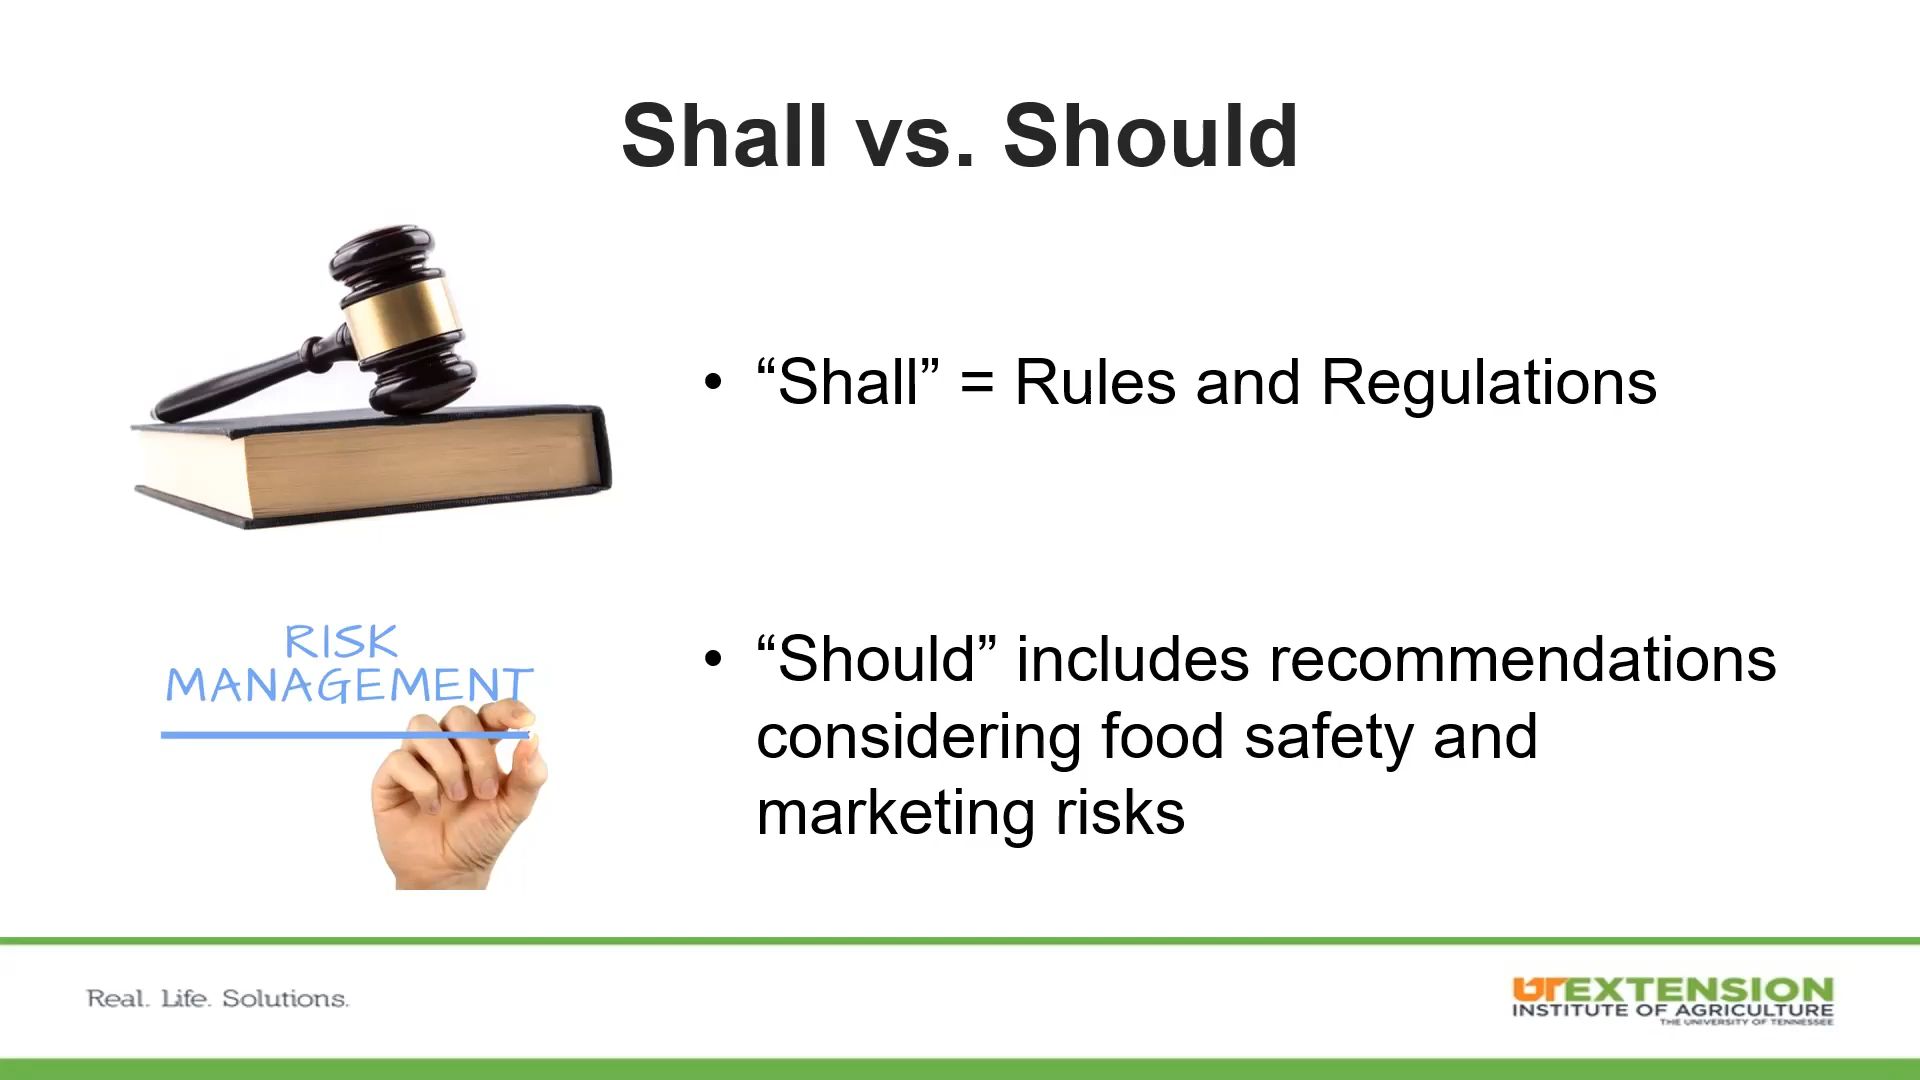 Shall vs. Should
• “Shall” = Rules and Regulations
RISK
MANAGEMENT
• “Should” includes recommendations
considering food safety and
marketing risks
Real. Life. Solutions.
UTEXTENSION
INSTITUTE OF AGRICULTURE
THE UNIVERSITY OF TENNESSEE